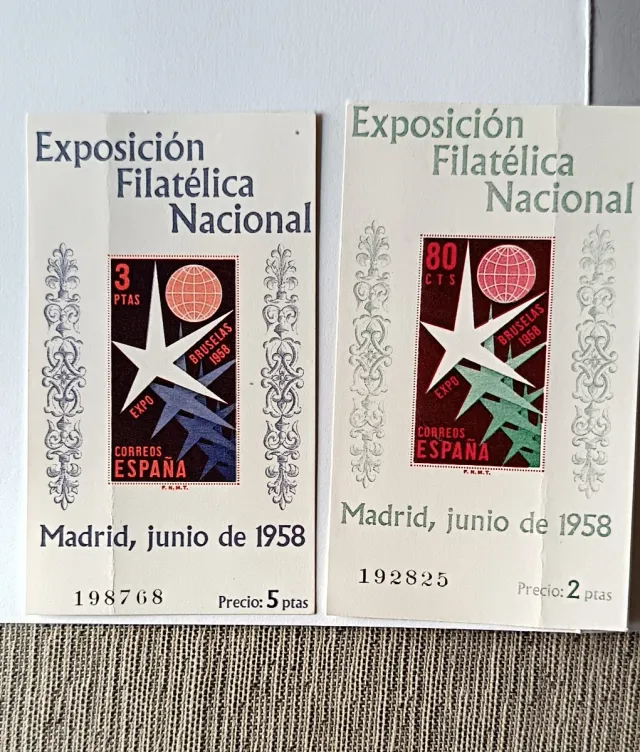 Exposición
Filatélica
Nacional
3
PTAS
BRUSELAS
1958
EXPO
CORREOS
ESPAÑA
F.N.M.T.
Madrid, junio de 1958
198768
Precio: 5 ptas
Exposición
Filatélica
Nacional
80
CTS
BRUSELAS
1958
EXPO
CORREOS
ESPAÑA
F.N.M.T.
Madrid, junio de 1958
192825
Precio: 2 ptas